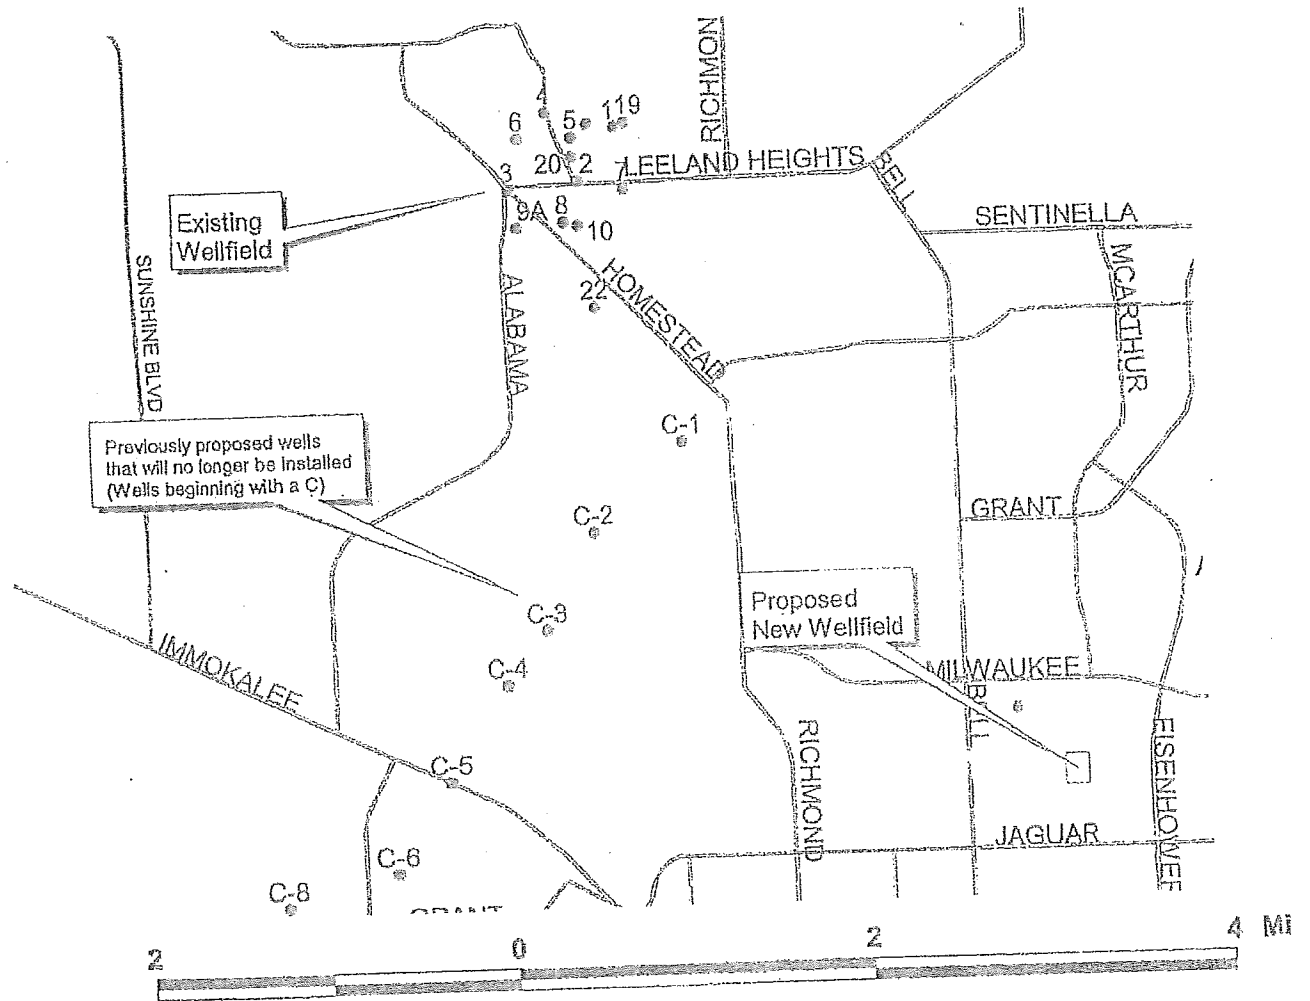 RICHMON
4
6
5
119
20
2
7
LEELAND HEIGHTS
BELL
3
Existing
Wellfield
9A
8
10
SENTINELLA
MCARTHUR
SUNSHINE BLVD
ALABAMA
22
HOMESTEAD
Previously proposed wells
that will no longer be installed
(Wells beginning with a C)
C-1
C-2
GRANT
C-3
Proposed
New Wellfield
IMMOKALEE
C-4
MILWAUKEE
BELL
RICHMOND
EISENHOWER
C-5
JAGUAR
C-6
C-8
GRANT
2
0
2
4 Mi